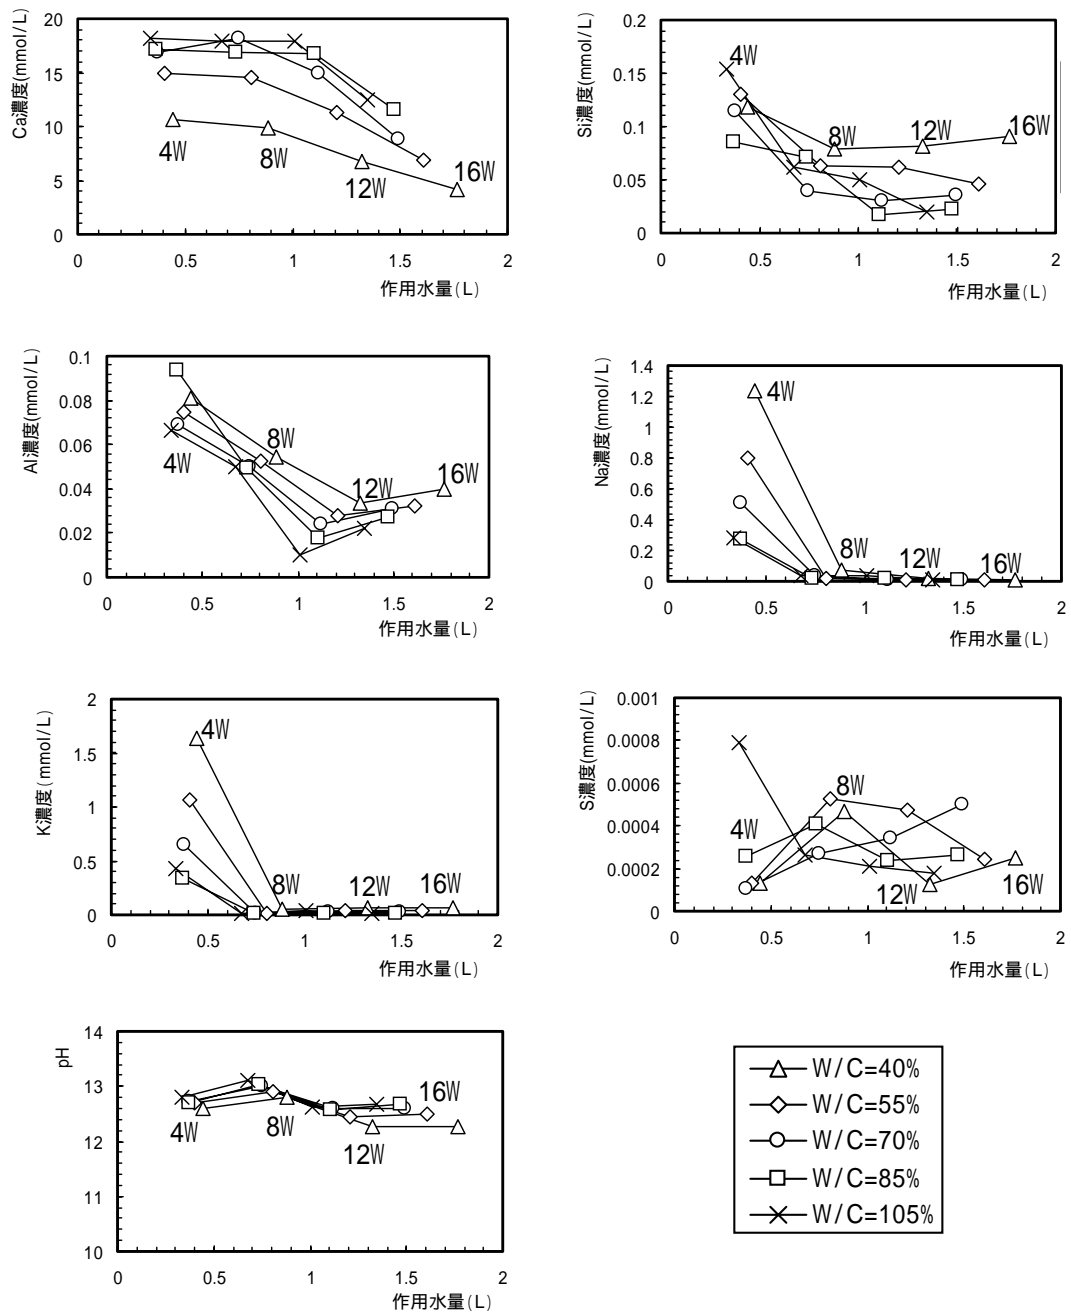 Ca濃度(mmol/L)
20
15
10
5
0
4W
8W
12W
16W
0
0.5
1
1.5
2
作用水量(L)
Si濃度(mmol/L)
0.2
0.15
0.1
0.05
0
4W
8W
12W
16W
0
0.5
1
1.5
2
作用水量(L)
Al濃度(mmol/L)
0.1
0.08
0.06
0.04
0.02
0
4W
8W
12W
16W
0
0.5
1
1.5
2
作用水量(L)
Na濃度(mmol/L)
1.4
1.2
1
0.8
0.6
0.4
0.2
0
4W
8W
12W
16W
0
0.5
1
1.5
2
作用水量(L)
K濃度(mmol/L)
2
1.5
1
0.5
0
4W
8W
12W
16W
0
0.5
1
1.5
2
作用水量(L)
S濃度(mmol/L)
0.001
0.0008
0.0006
0.0004
0.0002
0
4W
8W
12W
16W
0
0.5
1
1.5
2
作用水量(L)
pH
14
13
12
11
10
4W
8W
12W
16W
0
0.5
1
1.5
2
作用水量(L)
W/C=40%
W/C=55%
W/C=70%
W/C=85%
W/C=105%